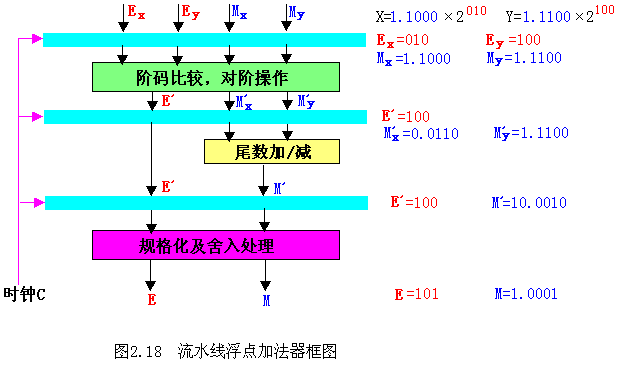 Ex Ey Mx My X=1.1000×2^010 Y=1.1100×2^100
Ex=010 Ey=100
Mx=1.1000 My=1.1100
阶码比较，对阶操作
E′ M′x M′y E′=100
M′x=0.0110 M′y=1.1100
尾数加/减
E′ M′ E′=100 M′=10.0010
规格化及舍入处理
时钟C E M E=101 M=1.0001
图2.18 流水线浮点加法器框图